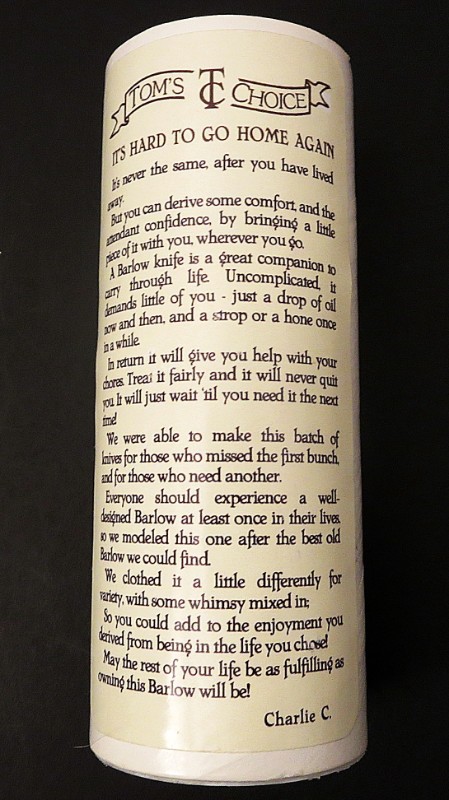 TOM'S TC CHOICE
IT'S HARD TO GO HOME AGAIN
It's never the same, after you have lived
away.
But you can derive some comfort, and the
attendant confidence, by bringing a little
piece of it with you, wherever you go.
A Barlow knife is a great companion to
carry through life. Uncomplicated, it
demands little of you - just a drop of oil
now and then, and a strop or a hone once
in a while.
In return it will give you help with your
chores. Treat it fairly and it will never quit
you. It will just wait 'til you need it the next
time!
We were able to make this batch of
knives for those who missed the first bunch,
and for those who need another.
Everyone should experience a well-
designed Barlow at least once in their lives,
so we modeled this one after the best old
Barlow we could find.
We clothed it a little differently for
variety, with some whimsy mixed in;
So you could add to the enjoyment you
derived from being in the life you chose!
May the rest of your life be as fulfilling as
owning this Barlow will be!
Charlie C.